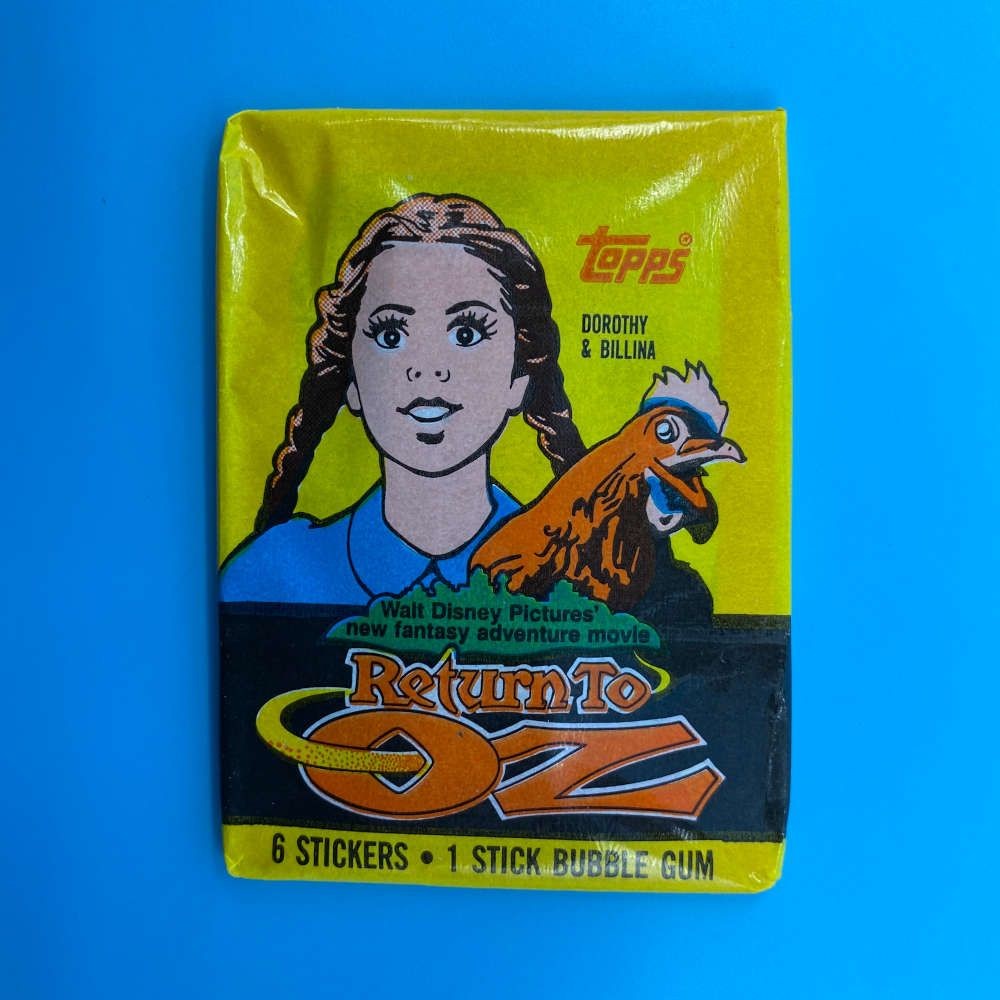 topps®
DOROTHY
& BILLINA
Walt Disney Pictures'
new fantasy adventure movie
Return To
OZ
6 STICKERS • 1 STICK BUBBLE GUM